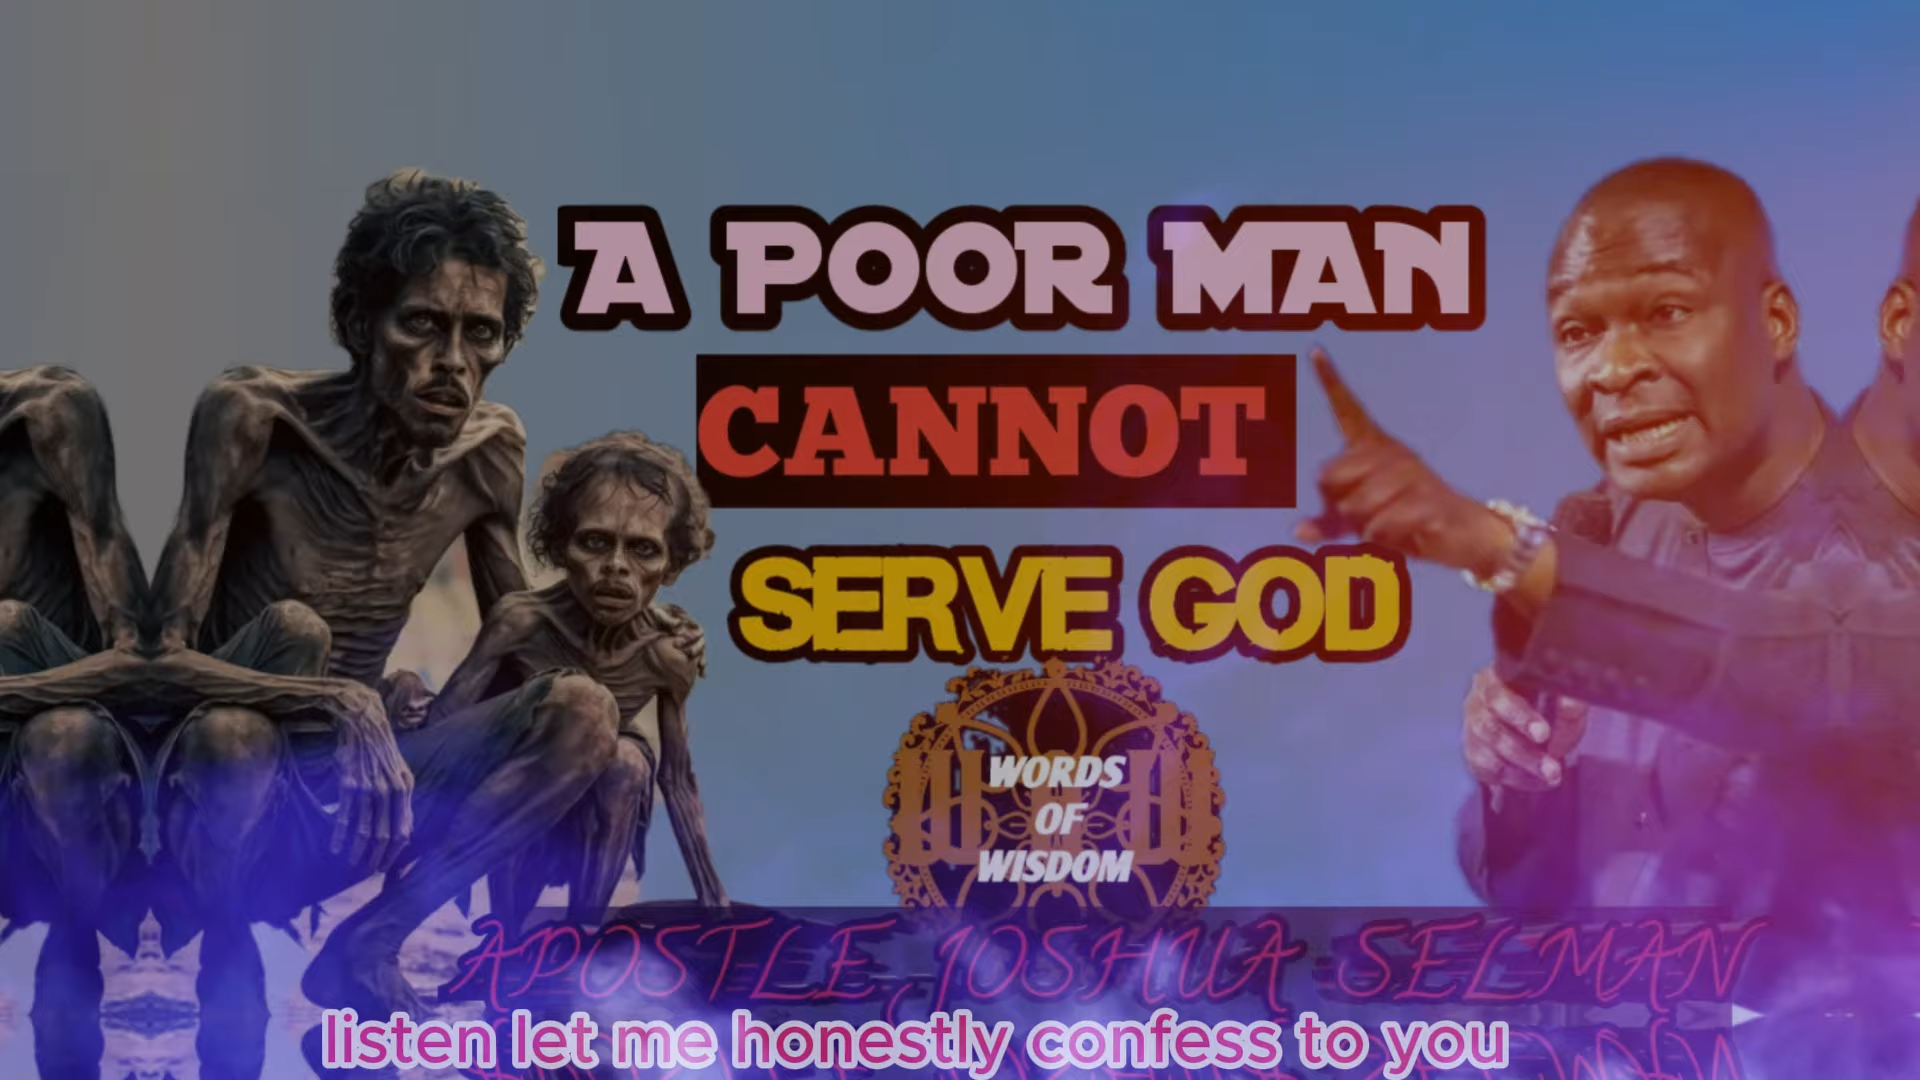 A POOR MAN
CANNOT
SERVE GOD
WORDS
OF
WISDOM
APOSTLE JOSHUA SELMAN
listen let me honestly confess to you